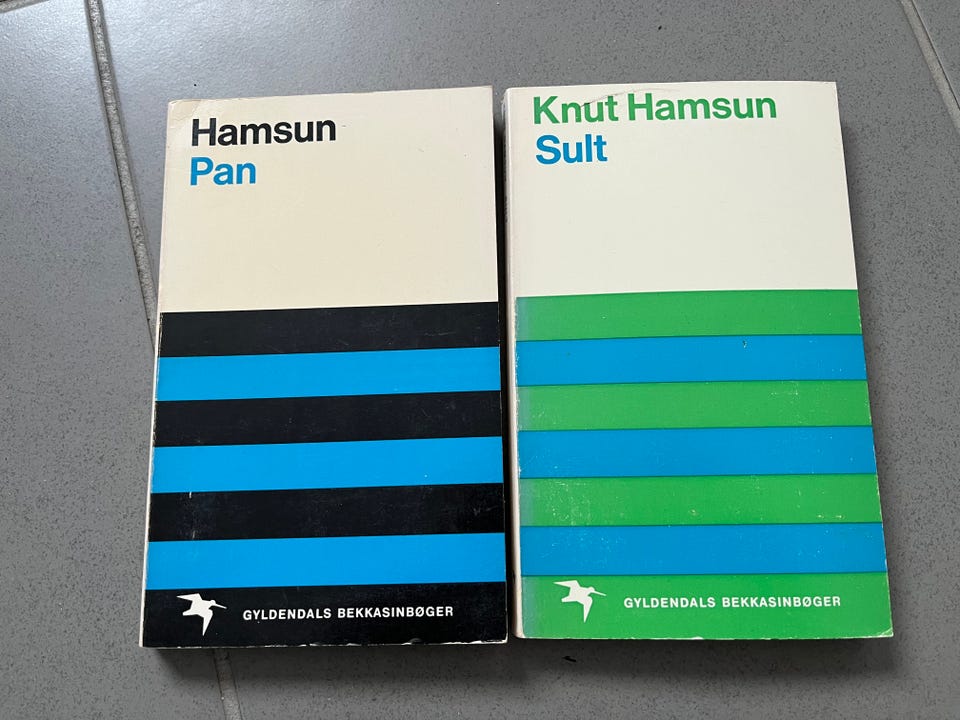 Hamsun
Pan
GYLDENDALS BEKKASINBØGER
Knut Hamsun
Sult
GYLDENDALS BEKKASINBØGER